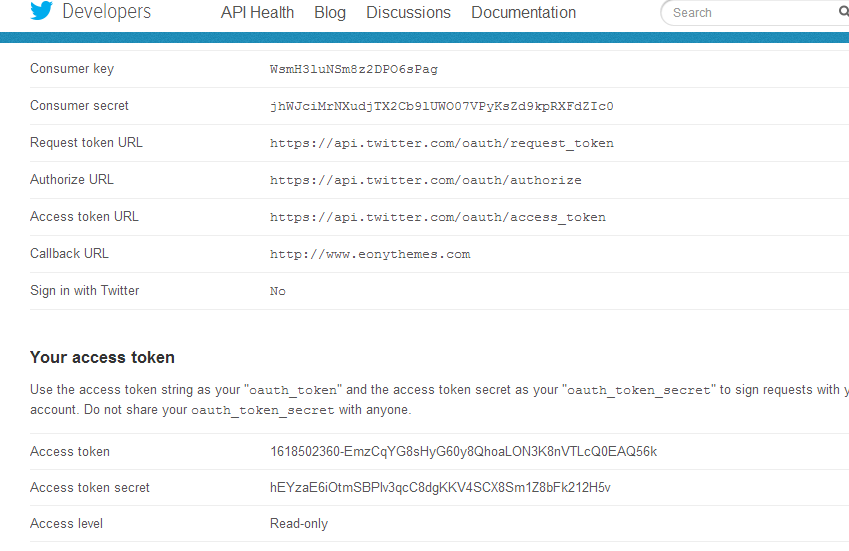 Developers
API Health Blog Discussions Documentation
Search
Consumer key WsmH3luNSm8z2DPO6sPag
Consumer secret jhWJciMrNXudjTX2Cb9lUWO07VPyKsZd9kpRXFdZIc0
Request token URL https://api.twitter.com/oauth/request_token
Authorize URL https://api.twitter.com/oauth/authorize
Access token URL https://api.twitter.com/oauth/access_token
Callback URL http://www.eonythemes.com
Sign in with Twitter No
Your access token
Use the access token string as your "oauth_token" and the access token secret as your "oauth_token_secret" to sign requests with
account. Do not share your oauth_token_secret with anyone.
Access token 1618502360-EmzCqYG8sHyG60y8QhoaLON3K8nVTLcQ0EAQ56k
Access token secret hEYzaE6iOtmSBPlv3qcC8dgKKV4SCX8Sm1Z8bFk212H5v
Access level Read-only